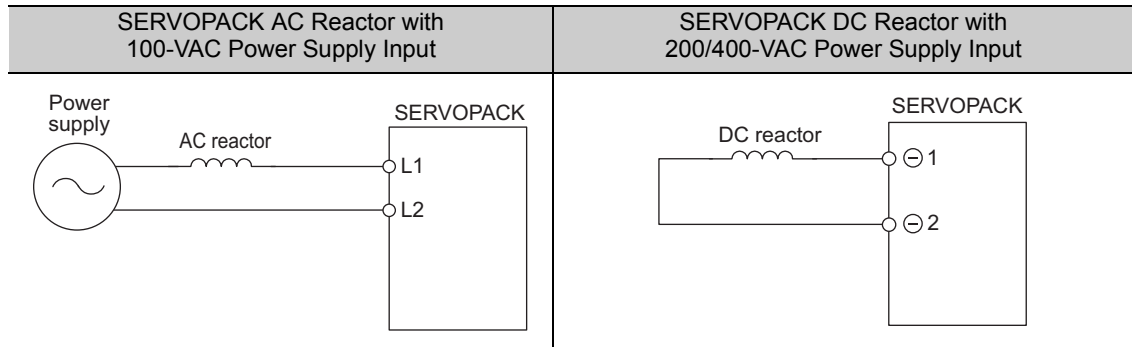 SERVOPACK AC Reactor with
100-VAC Power Supply Input
SERVOPACK DC Reactor with
200/400-VAC Power Supply Input
Power
supply
AC reactor
SERVOPACK
L1
L2
DC reactor
SERVOPACK
⊖ 1
⊖ 2